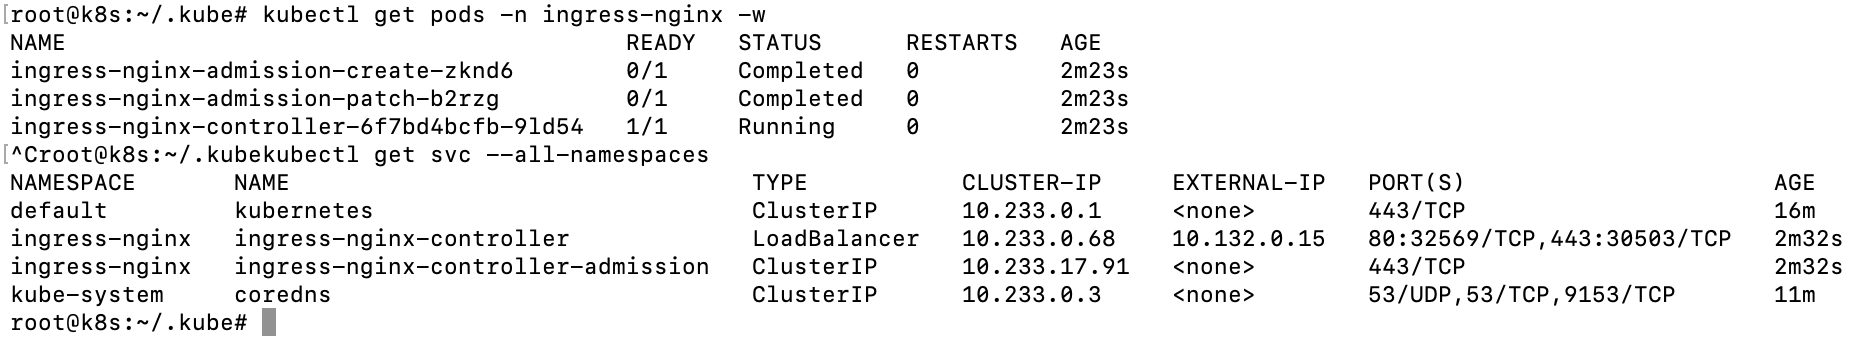 [root@k8s:~/.kube# kubectl get pods -n ingress-nginx -w
NAME                                        READY   STATUS      RESTARTS   AGE
ingress-nginx-admission-create-zknd6        0/1     Completed   0          2m23s
ingress-nginx-admission-patch-b2rzg         0/1     Completed   0          2m23s
ingress-nginx-controller-6f7bd4bcfb-9ld54   1/1     Running     0          2m23s
[^Croot@k8s:~/.kubekubectl get svc --all-namespaces
NAMESPACE       NAME                                 TYPE           CLUSTER-IP     EXTERNAL-IP   PORT(S)                      AGE
default         kubernetes                           ClusterIP      10.233.0.1     <none>        443/TCP                      16m
ingress-nginx   ingress-nginx-controller             LoadBalancer   10.233.0.68    10.132.0.15   80:32569/TCP,443:30503/TCP   2m32s
ingress-nginx   ingress-nginx-controller-admission   ClusterIP      10.233.17.91   <none>        443/TCP                      2m32s
kube-system     coredns                              ClusterIP      10.233.0.3     <none>        53/UDP,53/TCP,9153/TCP       11m
root@k8s:~/.kube#